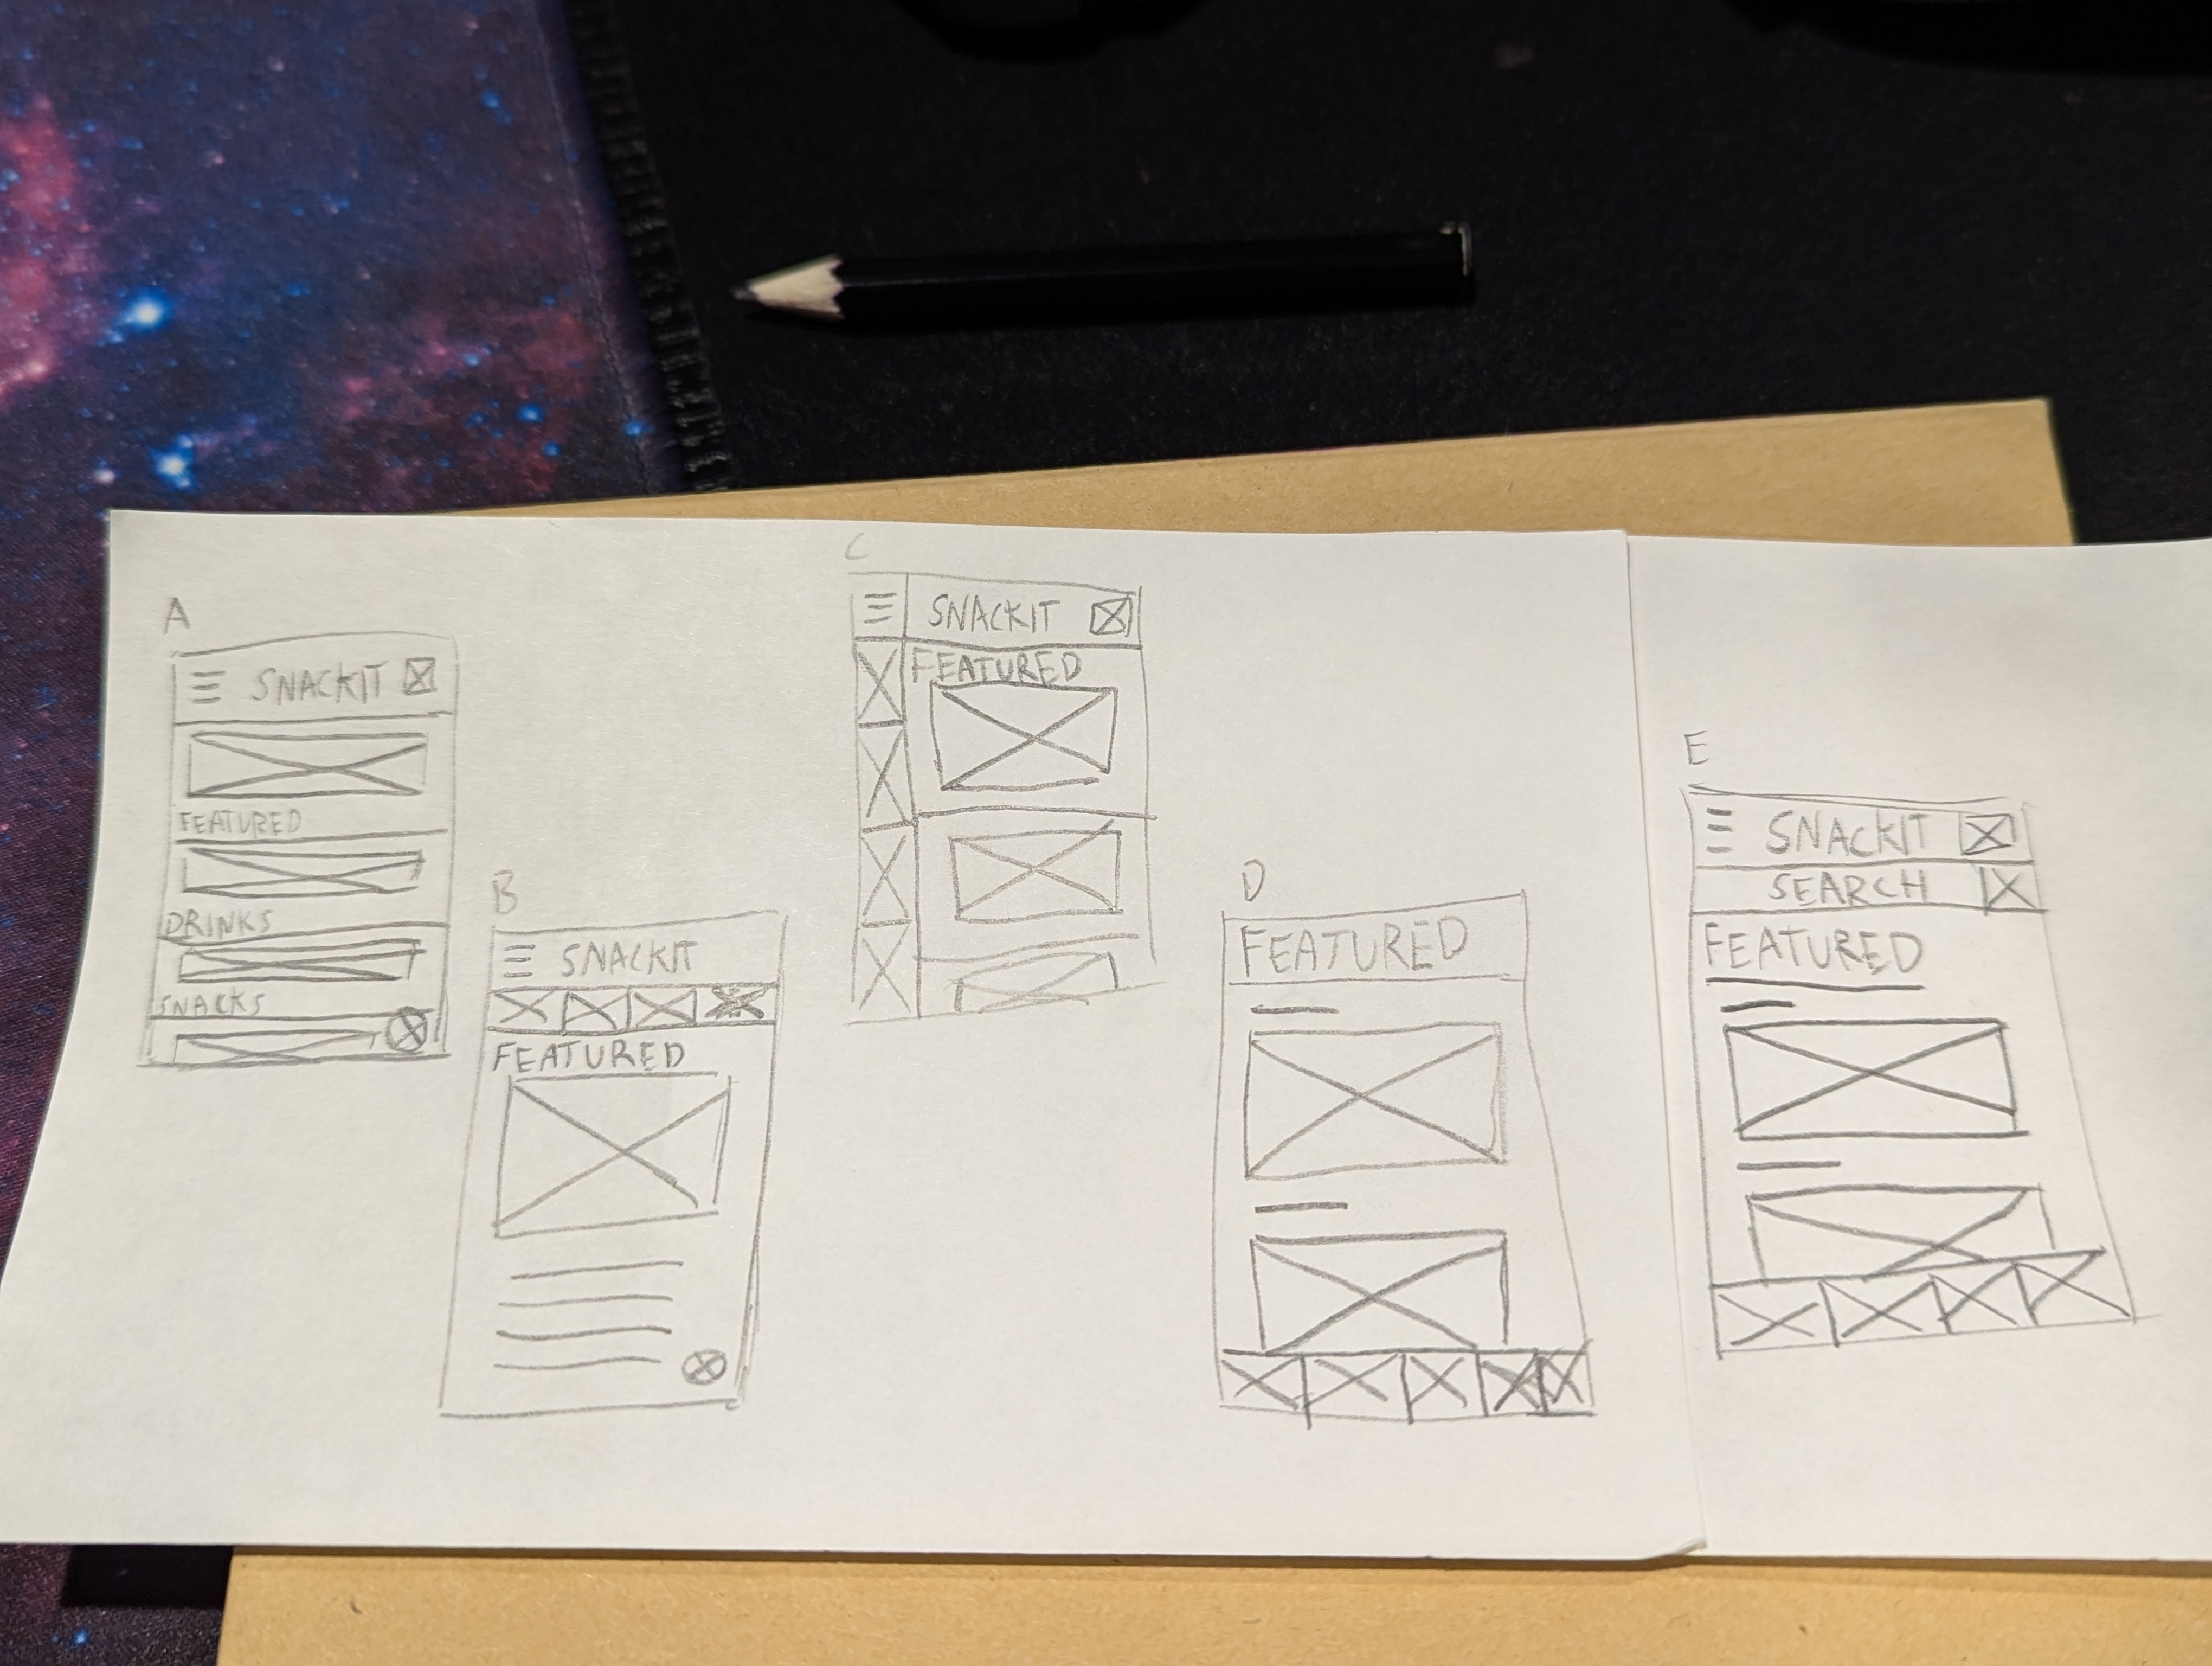 A
SNACKIT
FEATURED
DRINKS
SNACKS
B
SNACKIT
FEATURED
C
SNACKIT
FEATURED
D
FEATURED
E
SNACKIT
SEARCH
FEATURED